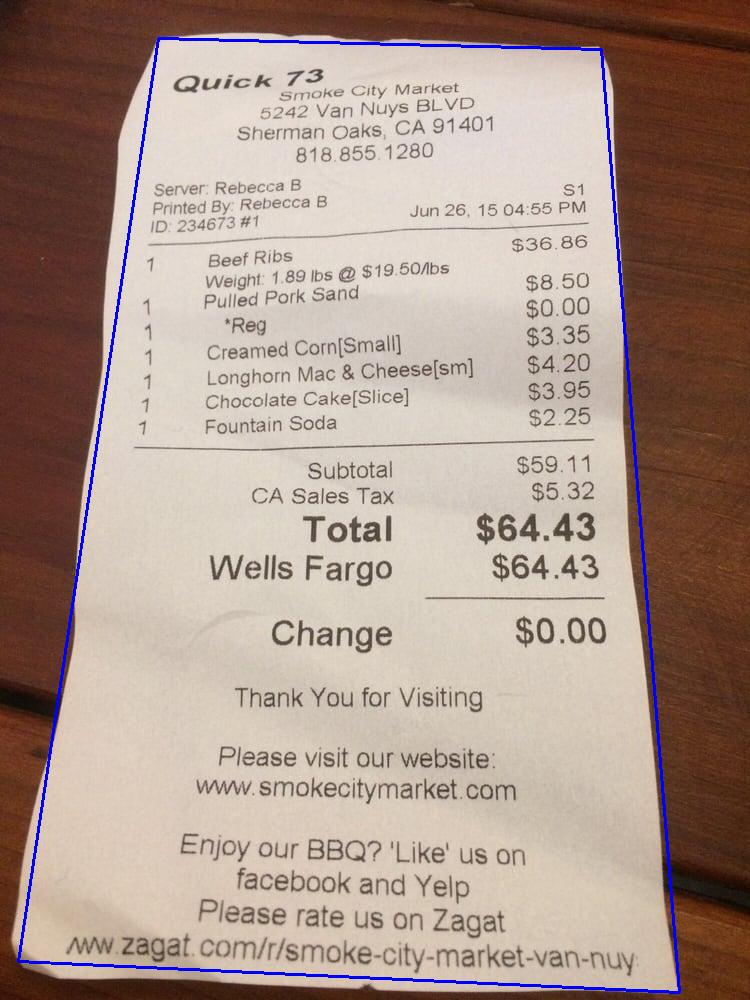 Quick 73
Smoke City Market
5242 Van Nuys BLVD
Sherman Oaks, CA 91401
818.855.1280
Server: Rebecca B
Printed By: Rebecca B S1
ID: 234673 #1 Jun 26, 15 04:55 PM
1 Beef Ribs $36.86
Weight: 1.89 lbs @ $19.50/lbs
1 Pulled Pork Sand $8.50
1 *Reg $0.00
1 Creamed Corn[Small] $3.35
1 Longhorn Mac & Cheese[sm] $4.20
1 Chocolate Cake[Slice] $3.95
1 Fountain Soda $2.25
Subtotal $59.11
CA Sales Tax $5.32
Total $64.43
Wells Fargo $64.43
Change $0.00
Thank You for Visiting
Please visit our website:
www.smokecitymarket.com
Enjoy our BBQ? 'Like' us on
facebook and Yelp
Please rate us on Zagat
www.zagat.com/r/smoke-city-market-van-nuy